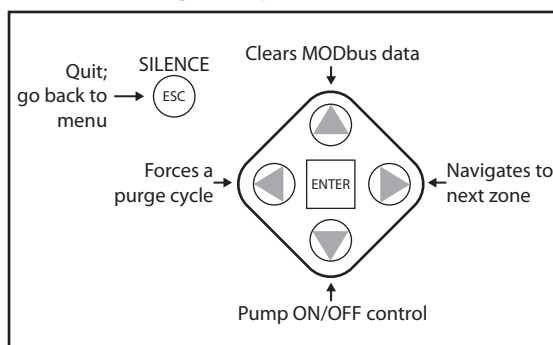 Clears MODbus data
SILENCE
Quit;
go back to
menu
ESC
Forces a
purge cycle
ENTER
Navigates to
next zone
Pump ON/OFF control